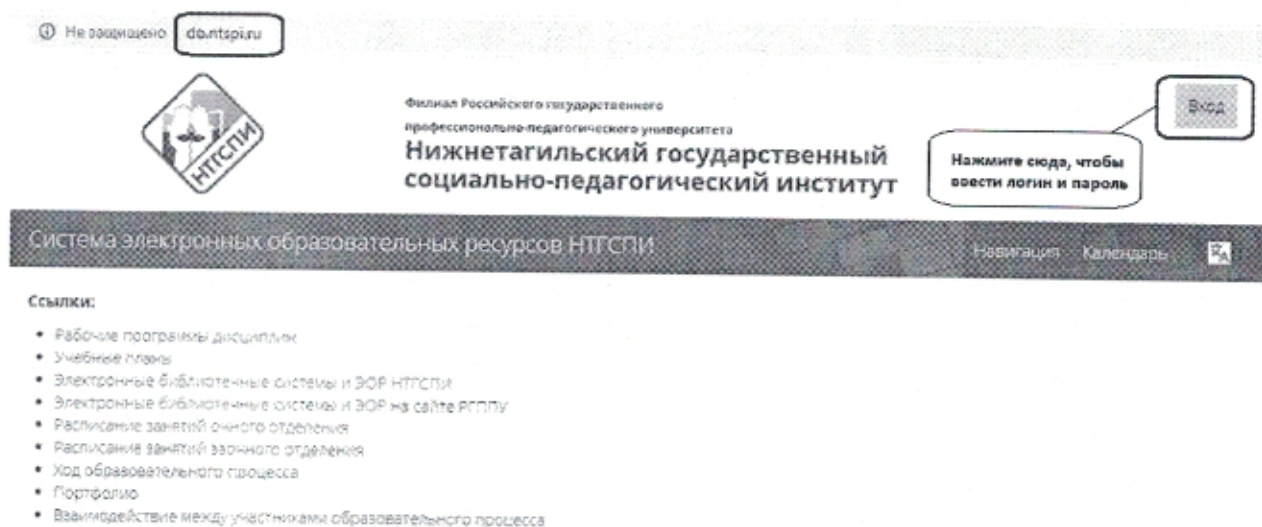 Не защищено do.ntspi.ru
НТГСПИ
Филиал Российского государственного
профессионально-педагогического университета
Нижнетагильский государственный
социально-педагогический институт
Вход
Нажмите сюда, чтобы
ввести логин и пароль
Система электронных образовательных ресурсов НТГСПИ
Навигация Календарь
Ссылки:
• Рабочие программы дисциплин
• Учебные планы
• Электронные библиотечные системы и ЭОР НТГСПИ
• Электронные библиотечные системы и ЭОР на сайте РГППУ
• Расписание занятий очного отделения
• Расписание занятий заочного отделения
• Ход образовательного процесса
• Портфолио
• Взаимодействие между участниками образовательного процесса